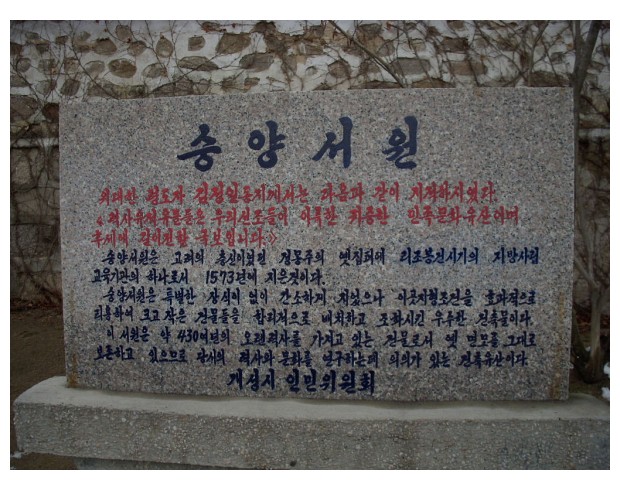 숭양서원
위대한 령도자 김정일동지께서는 다음과 같이 지적하시였다.
《력사유적유물들은 우리선조들이 이룩한 귀중한 민족문화유산이며
후세에 길이전할 국보입니다.》
숭양서원은 고려의 충신이였던 정몽주의 옛집터에 리조봉건시기의 지방사립
교육기관의 하나로서 1573년에 지은것이다.
숭양서원은 특별한 장식이 없이 간소하게 지었으나 이곳지형조건을 효과적으로
리용하여 크고 작은 건물들을 합리적으로 배치하고 조화시킨 우수한 건축물이다.
이 서원은 약 430여년의 오랜력사를 가지고 있는 건물로서 옛 면모를 그대로
보존하고 있으므로 당시의 력사와 문화를 연구하는데 의의가 있는 건축유산이다.
개성시 인민위원회